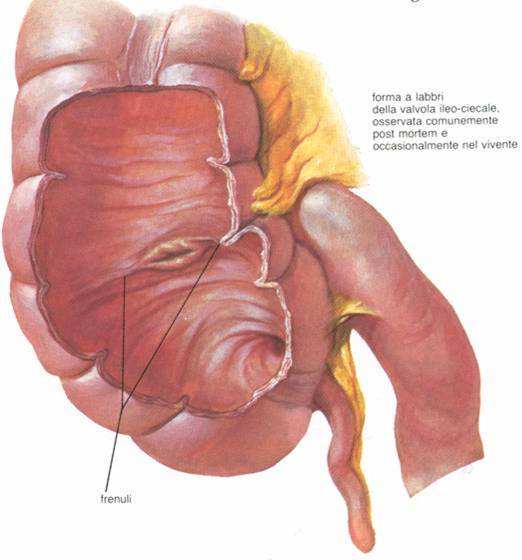 forma a labbri
della valvola ileo-ciecale.
osservata comunemente
post mortem e
occasionalmente nel vivente
frenuli